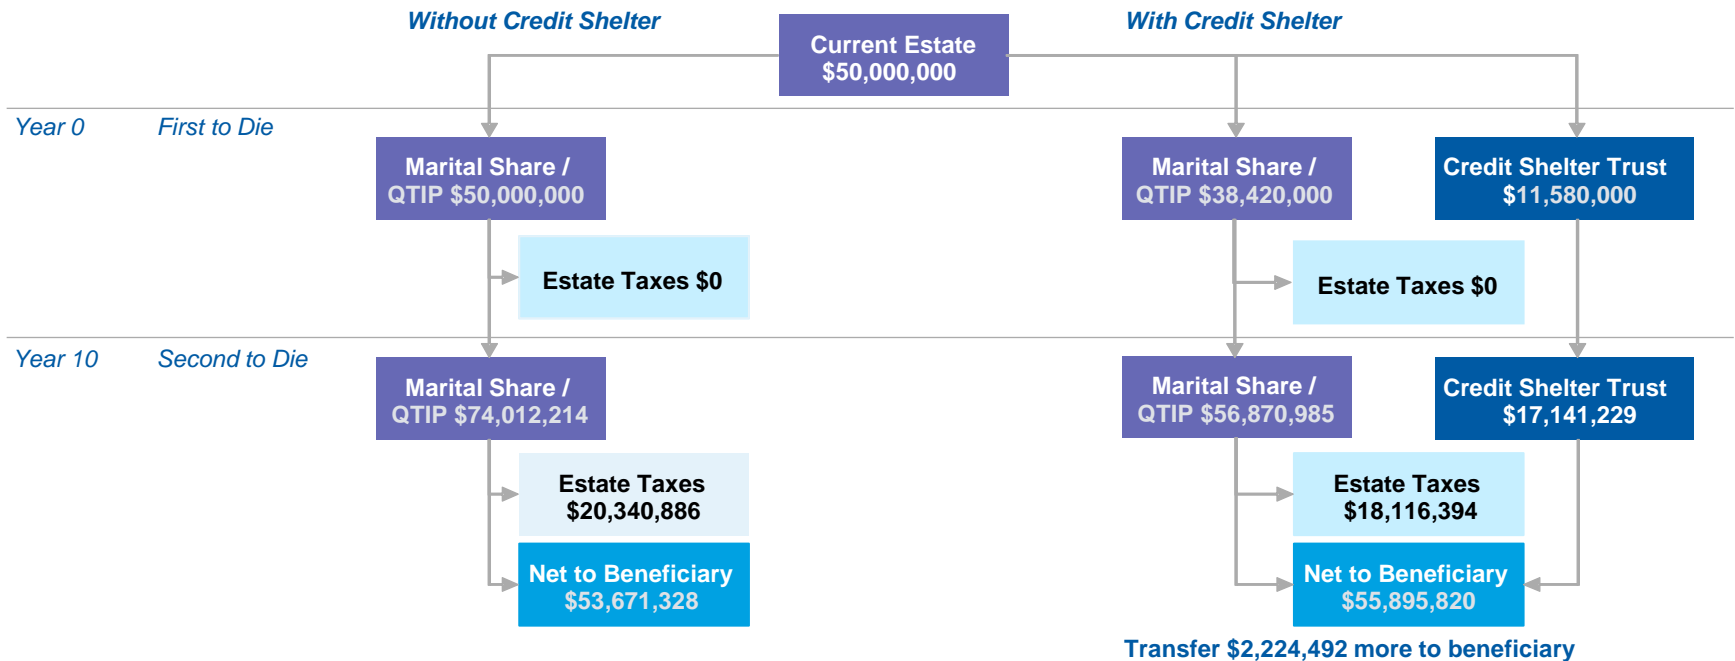 Without Credit Shelter
With Credit Shelter
Current Estate
$50,000,000
Year 0
First to Die
Marital Share /
QTIP $50,000,000
Marital Share /
QTIP $38,420,000
Credit Shelter Trust
$11,580,000
Estate Taxes $0
Estate Taxes $0
Year 10
Second to Die
Marital Share /
QTIP $74,012,214
Marital Share /
QTIP $56,870,985
Credit Shelter Trust
$17,141,229
Estate Taxes
$20,340,886
Estate Taxes
$18,116,394
Net to Beneficiary
$53,671,328
Net to Beneficiary
$55,895,820
Transfer $2,224,492 more to beneficiary